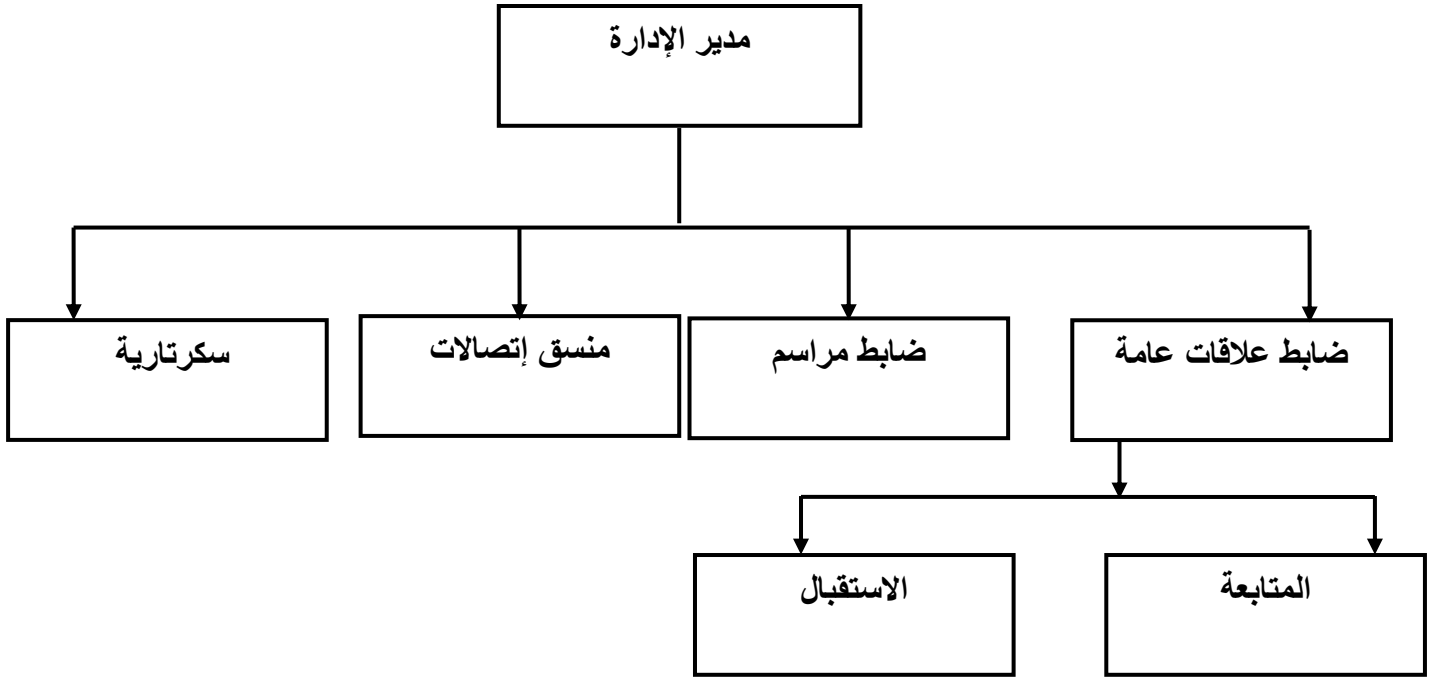 مدير الإدارة
ضابط علاقات عامة
ضابط مراسم
منسق إتصالات
سكرتارية
المتابعة
الاستقبال